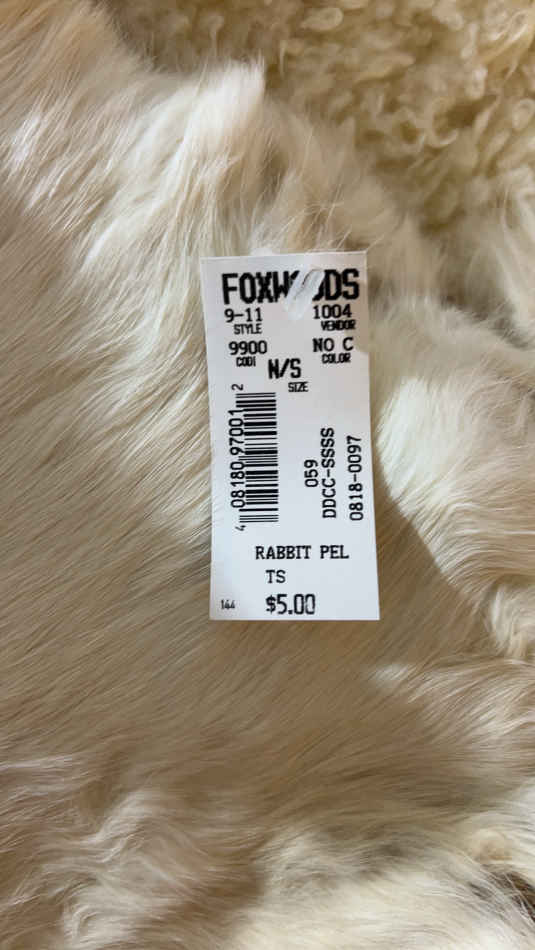 FOXWOODS
9-11 1004
STYLE VENDOR
9900 NO C
CODI COLOR
N/S
SIZE
4 08180 97001 2
059
DDCC-SSSS
0818-0097
RABBIT PEL
TS
144 $5.00